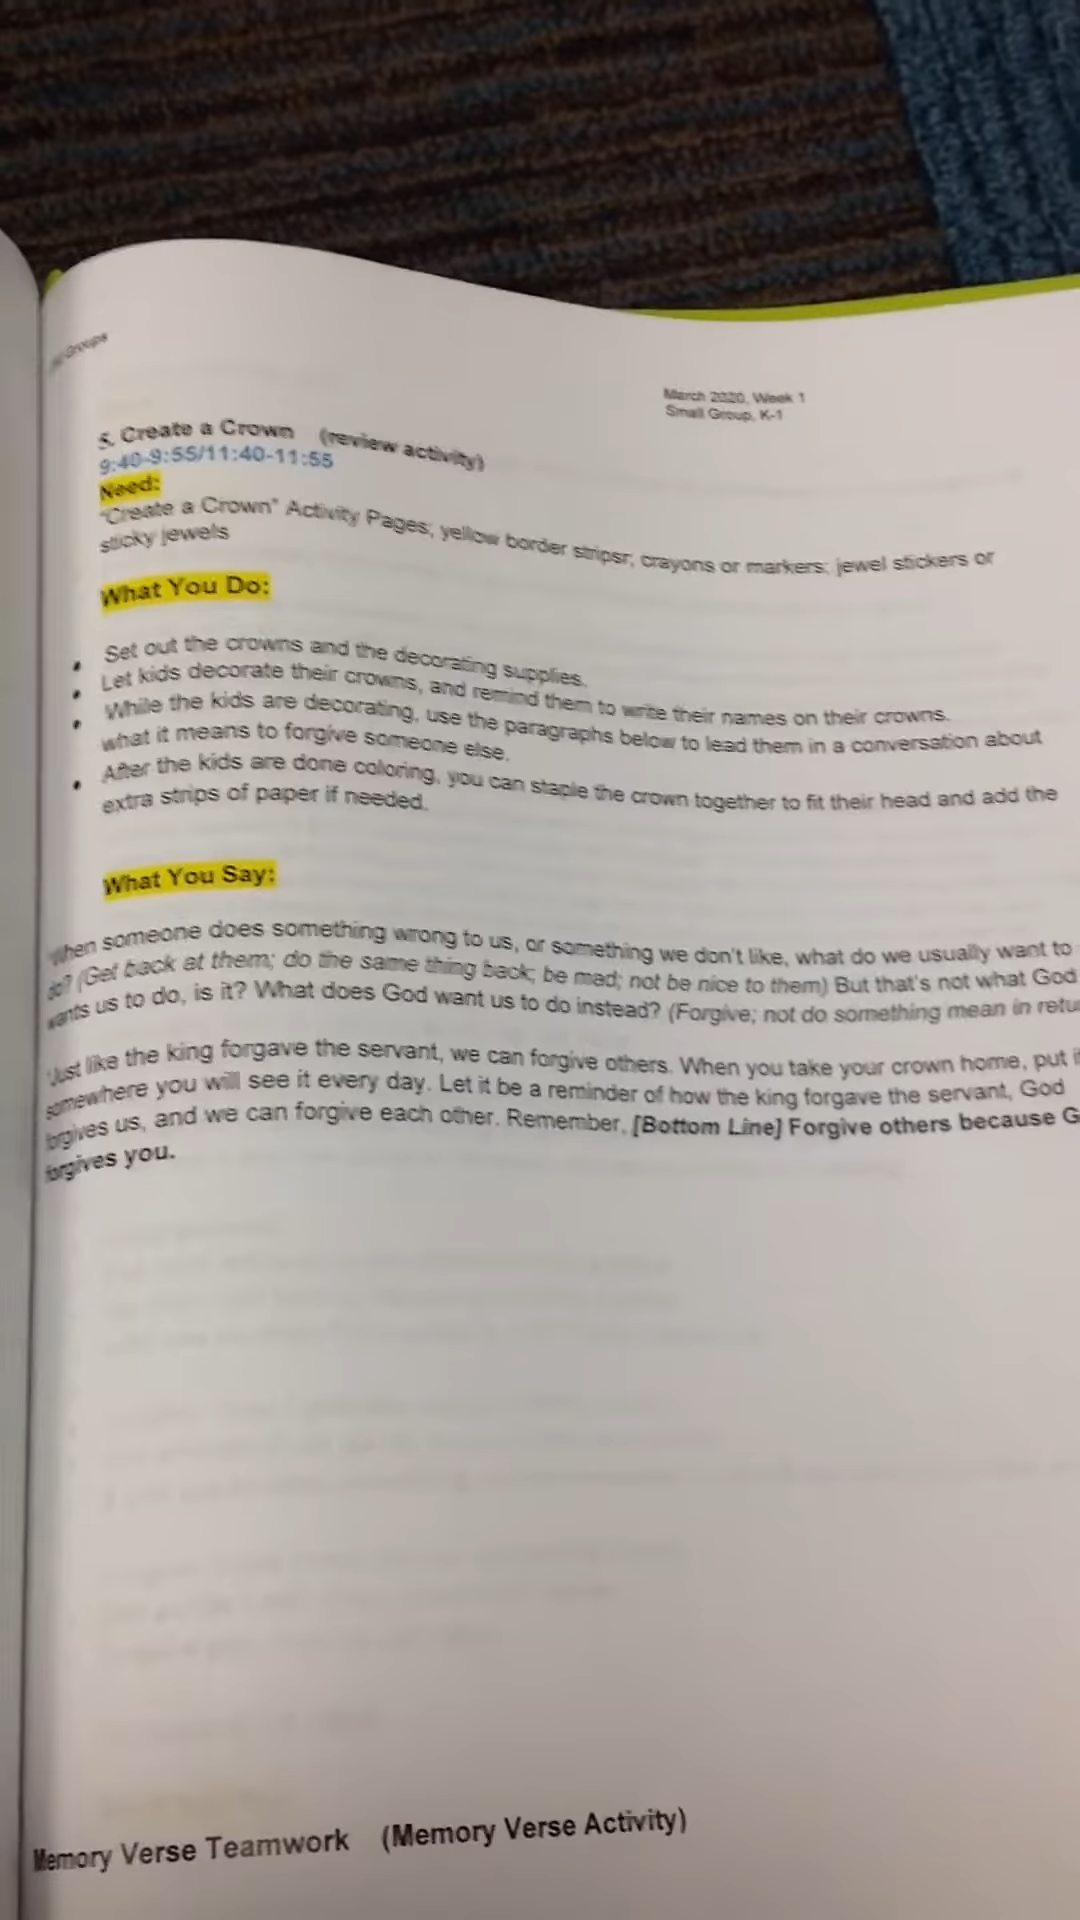 Groups
March 2020, Week 1
Small Group, K-1
5. Create a Crown (review activity)
9:40-9:55/11:40-11:55
Need:
"Create a Crown" Activity Pages; yellow border stripsr; crayons or markers; jewel stickers or
sticky jewels
What You Do:
• Set out the crowns and the decorating supplies.
• Let kids decorate their crowns, and remind them to write their names on their crowns.
• While the kids are decorating, use the paragraphs below to lead them in a conversation about
what it means to forgive someone else.
• After the kids are done coloring, you can staple the crown together to fit their head and add the
extra strips of paper if needed.
What You Say:
"When someone does something wrong to us, or something we don't like, what do we usually want to
do? (Get back at them; do the same thing back; be mad; not be nice to them) But that's not what God
wants us to do, is it? What does God want us to do instead? (Forgive; not do something mean in retu
"Just like the king forgave the servant, we can forgive others. When you take your crown home, put i
somewhere you will see it every day. Let it be a reminder of how the king forgave the servant, God
forgives us, and we can forgive each other. Remember, [Bottom Line] Forgive others because G
forgives you.
Memory Verse Teamwork (Memory Verse Activity)